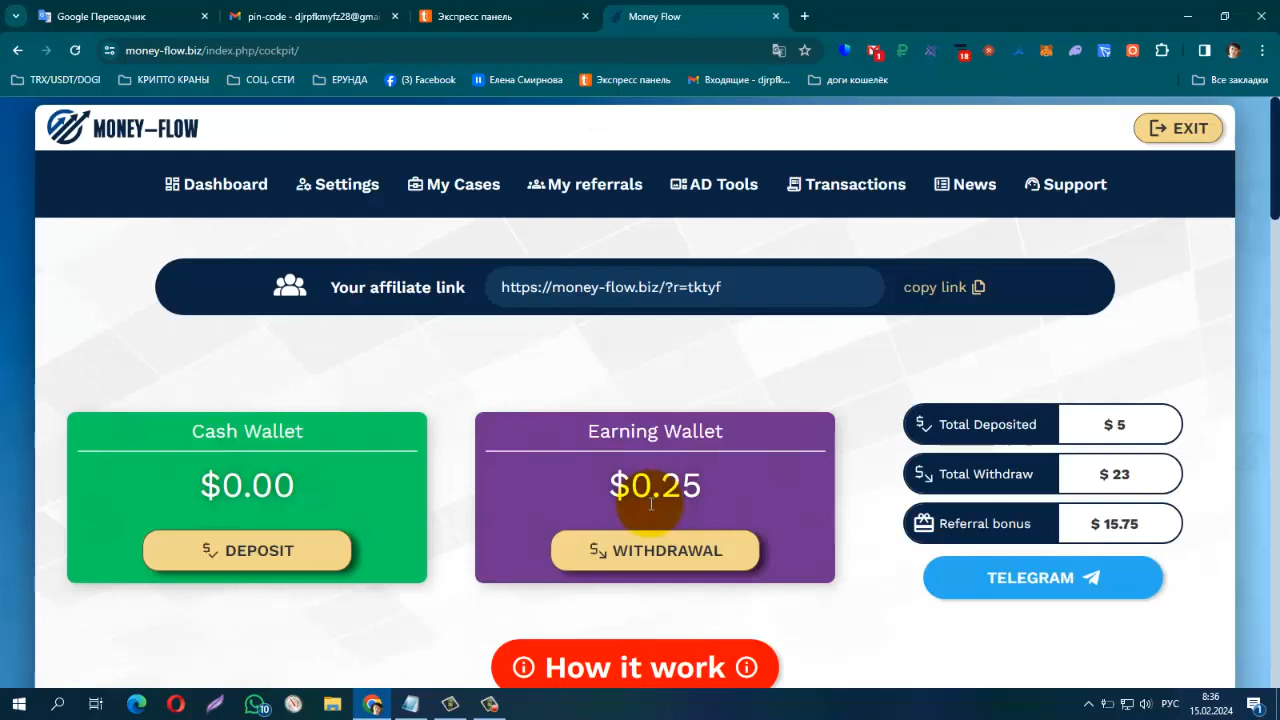 Google Переводчик
pin-code - djrpfkmyfz28@gmai
Экспресс панель
Money Flow
money-flow.biz/index.php/cockpit/
1
18
TRX/USDT/DOGI
КРИПТО КРАНЫ
СОЦ. СЕТИ
ЕРУНДА
(3) Facebook
Елена Смирнова
Экспресс панель
Входящие - djrpfk...
доги кошелёк
Все закладки
MONEY-FLOW
EXIT
Dashboard
Settings
My Cases
My referrals
AD Tools
Transactions
News
Support
Your affiliate link
https://money-flow.biz/?r=tktyf
copy link
Cash Wallet
$0.00
DEPOSIT
Earning Wallet
$0.25
WITHDRAWAL
Total Deposited
$ 5
Total Withdraw
$ 23
Referral bonus
$ 15.75
TELEGRAM
How it work
10
РУС
8:36
15.02.2024
1